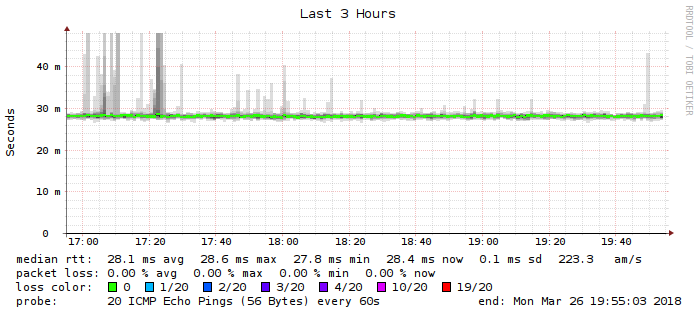 Last 3 Hours
RRDTOOL / TOBI OETIKER
Seconds
40 m
30 m
20 m
10 m
0
17:00 17:20 17:40 18:00 18:20 18:40 19:00 19:20 19:40
median rtt: 28.1 ms avg 28.6 ms max 27.8 ms min 28.4 ms now 0.1 ms sd 223.3 am/s
packet loss: 0.00 % avg 0.00 % max 0.00 % min 0.00 % now
loss color: 0 1/20 2/20 3/20 4/20 10/20 19/20
probe: 20 ICMP Echo Pings (56 Bytes) every 60s end: Mon Mar 26 19:55:03 2018